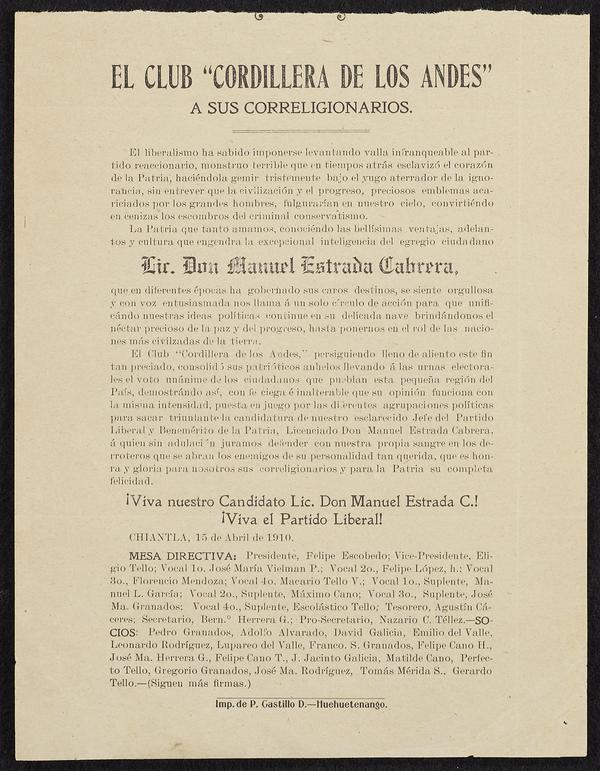 EL CLUB "CORDILLERA DE LOS ANDES"
A SUS CORRELIGIONARIOS.
El liberalismo ha sabido imponerse levantando valla infranqueable al par-
tido reaccionario, monstruo terrible que en tiempos atrás esclavizó el corazón
de la Patria, haciéndola gemir tristemente bajo el yugo aterrador de la igno-
rancia, sin entrever que la civilización y el progreso, preciosos emblemas aca-
riciados por los grandes hombres, fulgurarían en nuestro cielo, convirtiéndo
en cenizas los escombros del criminal conservatismo.
La Patria que tanto amamos, conociéndo las bellísimas ventajas, adelan-
tos y cultura que engendra la excepcional inteligencia del egregio ciudadano
Lic. Don Manuel Estrada Cabrera,
que en diferentes épocas ha gobernado sus caros destinos, se siente orgullosa
y con voz entusiasmada nos llama á un solo círculo de acción para que unifi-
cándo nuestras ideas políticas continue en su delicada nave brindándonos el
néctar precioso de la paz y del progreso, hasta ponernos en el rol de las nacio-
nes más civilzadas de la tierra.
El Club "Cordillera de los Andes," persiguiendo lleno de aliento este fin
tan preciado, consolidó sus patrióticos anhelos llevando á las urnas electora-
les el voto unánime de los ciudadanos que pueblan esta pequeña región del
País, demostrándo así, con fe ciega é inalterable que su opinión funciona con
la misma intensidad, puesta en juego por las diferentes agrupaciones políticas
para sacar triunfante la candidatura de nuestro esclarecido Jefe del Partido
Liberal y Benemérito de la Patria, Licenciado Don Manuel Estrada Cabrera,
á quien sin adulación juramos defender con nuestra propia sangre en los de-
rroteros que se abran los enemigos de su personalidad tan querida, que es hon-
ra y gloria para nosotros sus correligionarios y para la Patria su completa
felicidad.
¡Viva nuestro Candidato Lic. Don Manuel Estrada C.!
¡Viva el Partido Liberal!
CHIANTLA, 15 de Abril de 1910.
MESA DIRECTIVA: Presidente, Felipe Escobedo; Vice-Presidente, Eli-
gio Tello; Vocal 1o. José María Vielman P.; Vocal 2o., Felipe López, h.; Vocal
3o., Florencio Mendoza; Vocal 4o. Macario Tello V.; Vocal 1o., Suplente, Ma-
nuel L. García; Vocal 2o., Suplente, Máximo Cano; Vocal 3o., Suplente, José
Ma. Granados; Vocal 4o., Suplente, Escolástico Tello; Tesorero, Agustín Cá-
ceres; Secretario, Bern.º Herrera G.; Pro-Secretario, Nazario C. Téllez.—SO-
CIOS: Pedro Granados, Adolfo Alvarado, David Galicia, Emilio del Valle,
Leonardo Rodríguez, Lupareo del Valle, Franco. S. Granados, Felipe Cano H.,
José Ma. Herrera G., Felipe Cano T., J. Jacinto Galicia, Matilde Cano, Perfec-
to Tello, Gregorio Granados, José Ma. Rodríguez, Tomás Mérida S., Gerardo
Tello.—(Siguen más firmas.)
Imp. de P. Castillo D.—Huehuetenango.